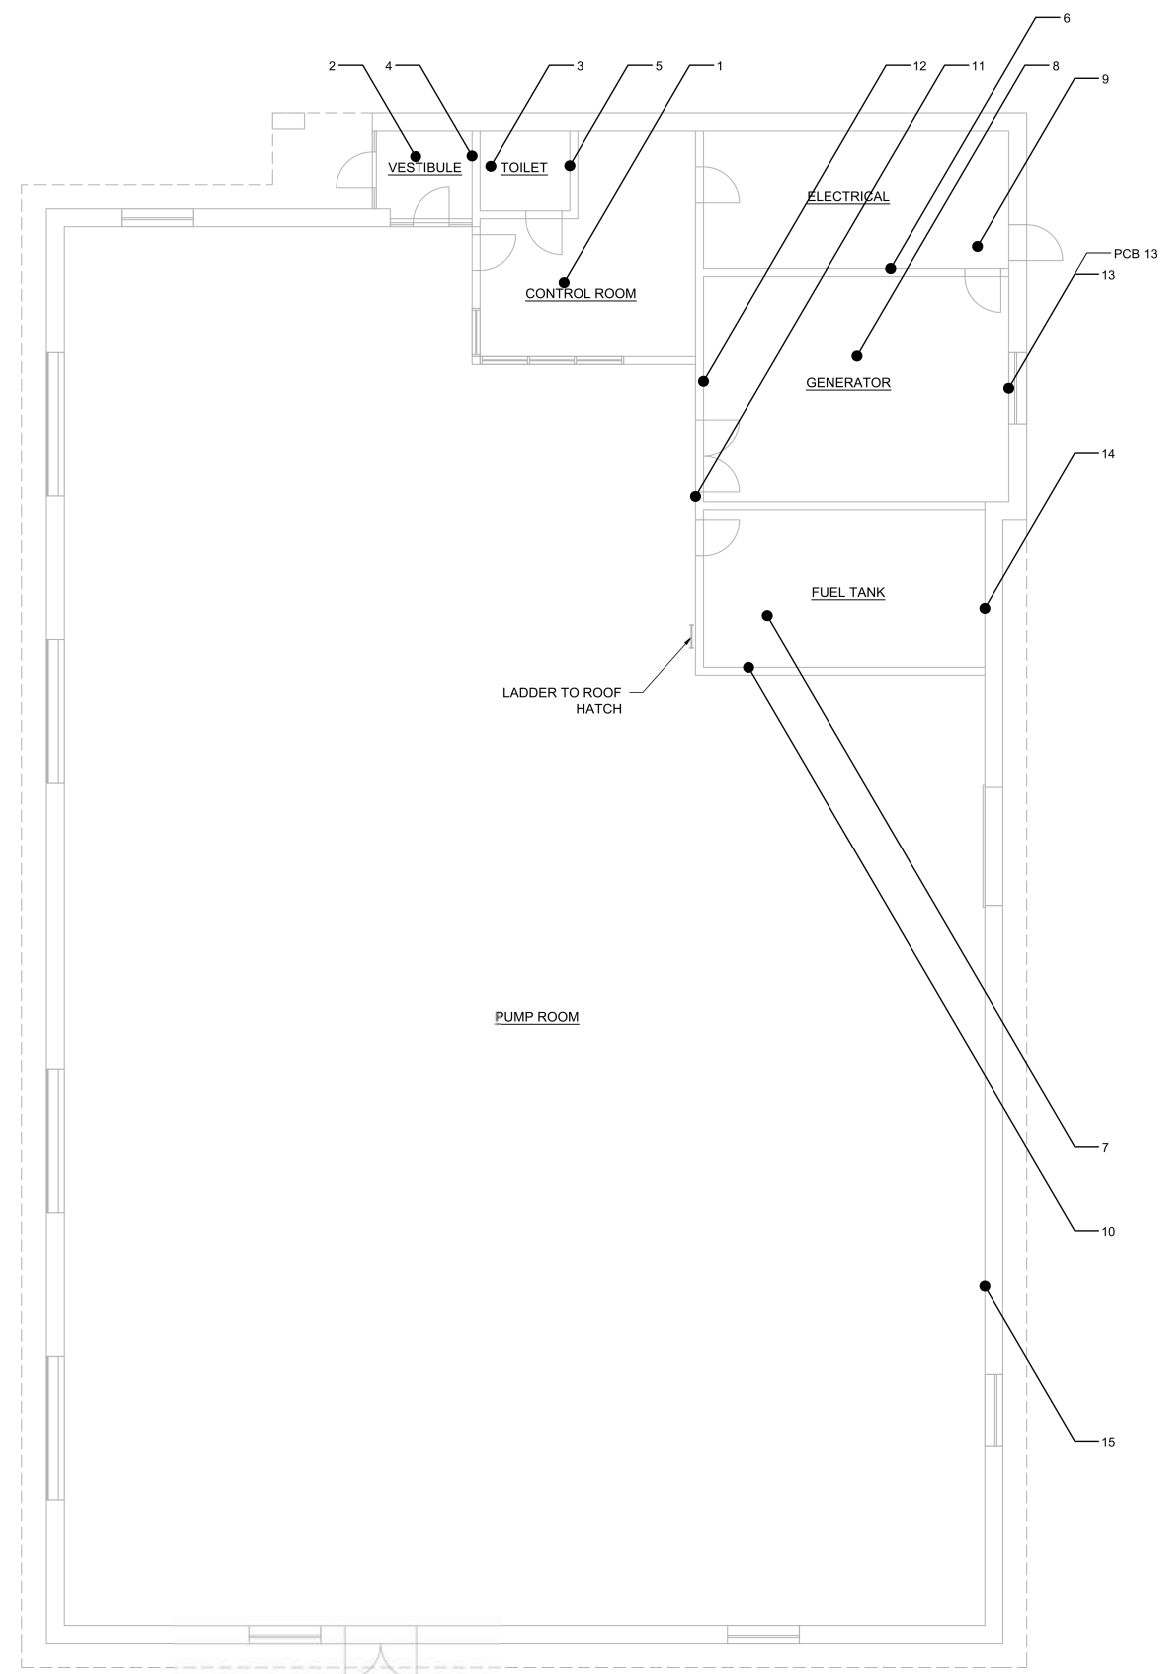 6
2
4
3
5
1
12
11
8
9
VESTIBULE
TOILET
ELECTRICAL
PCB 13
13
CONTROL ROOM
GENERATOR
14
FUEL TANK
LADDER TO ROOF
HATCH
PUMP ROOM
7
10
15